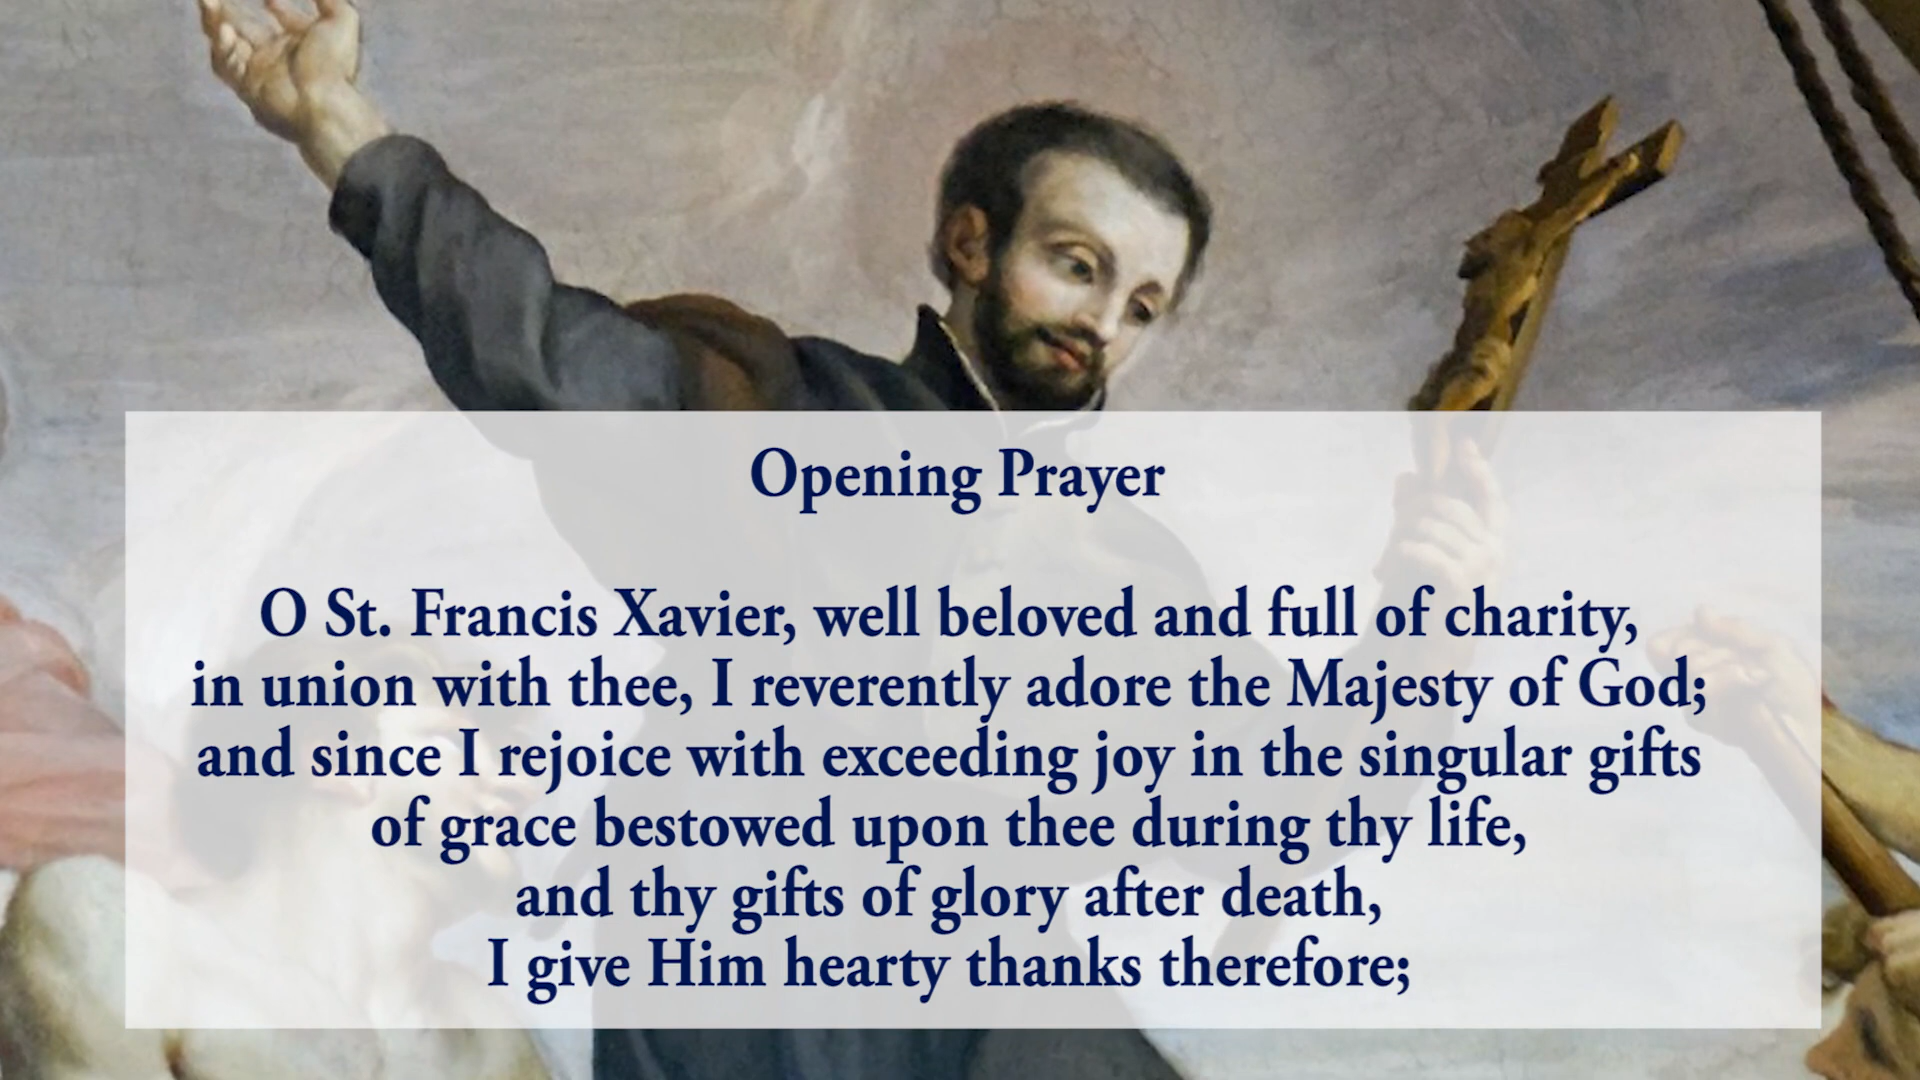 Opening Prayer
O St. Francis Xavier, well beloved and full of charity,
in union with thee, I reverently adore the Majesty of God;
and since I rejoice with exceeding joy in the singular gifts
of grace bestowed upon thee during thy life,
and thy gifts of glory after death,
I give Him hearty thanks therefore;